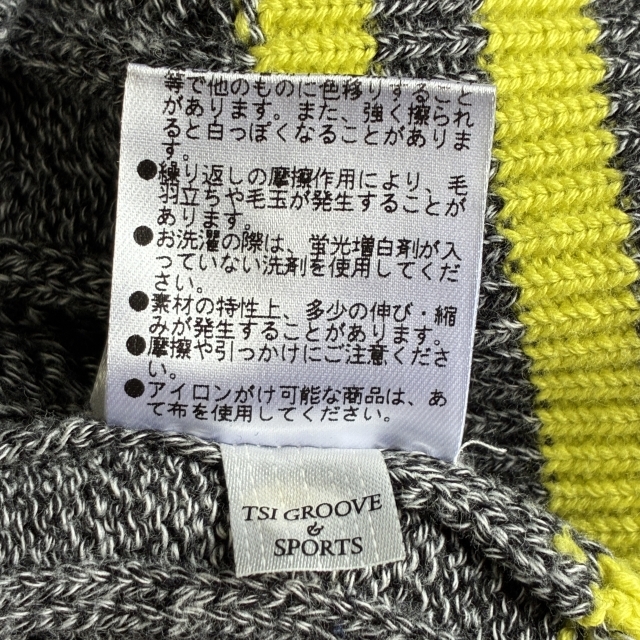 等で他のものに色移りすること
があります。また、強く擦られ
ると白っぽくなることがありま
す。
●繰り返しの摩擦作用により、毛
羽立ちや毛玉が発生することが
あります。
●お洗濯の際は、蛍光増白剤が入
っていない洗剤を使用してくだ
さい。
●素材の特性上、多少の伸び・縮
みが発生することがあります。
●摩擦や引っかけにご注意くださ
い。
●アイロンがけ可能な商品は、あ
て布を使用してください。
TSI GROOVE
&
SPORTS